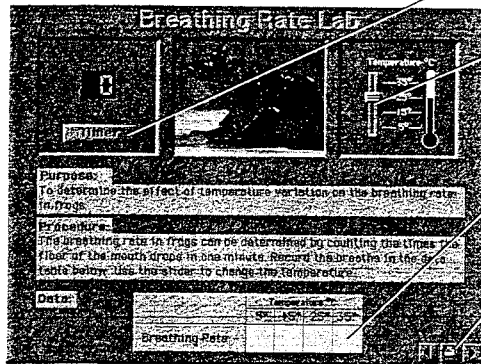 Breathing Rate Lab
0
Timer
Temperature °C
35°
25°
15°
5°
Purpose:
To determine the effect of temperature variation on the breathing rate
in frogs.
Procedure:
The breathing rate in frogs can be determined by counting the times the
floor of the mouth drops in one minute. Record the breaths in the data
table below. Use the slider to change the temperature.
Data:
Temperature °C
5° 15° 25° 35°
Breathing Rate